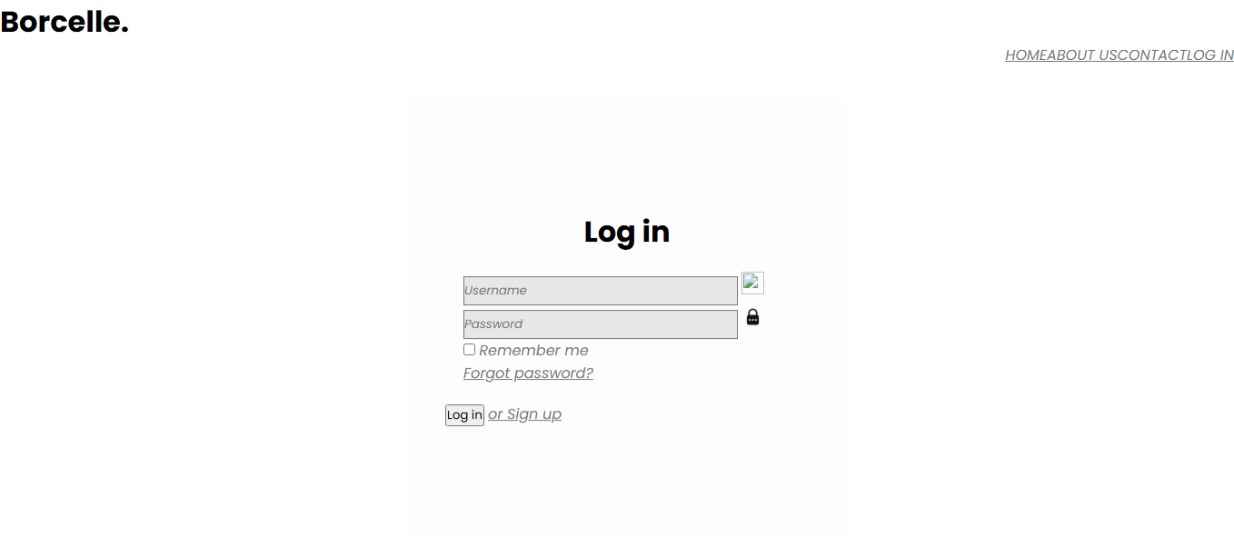 Borcelle.
HOMEABOUT USCONTACTLOG IN
Log in
Username
Password
Remember me
Forgot password?
Log in or Sign up